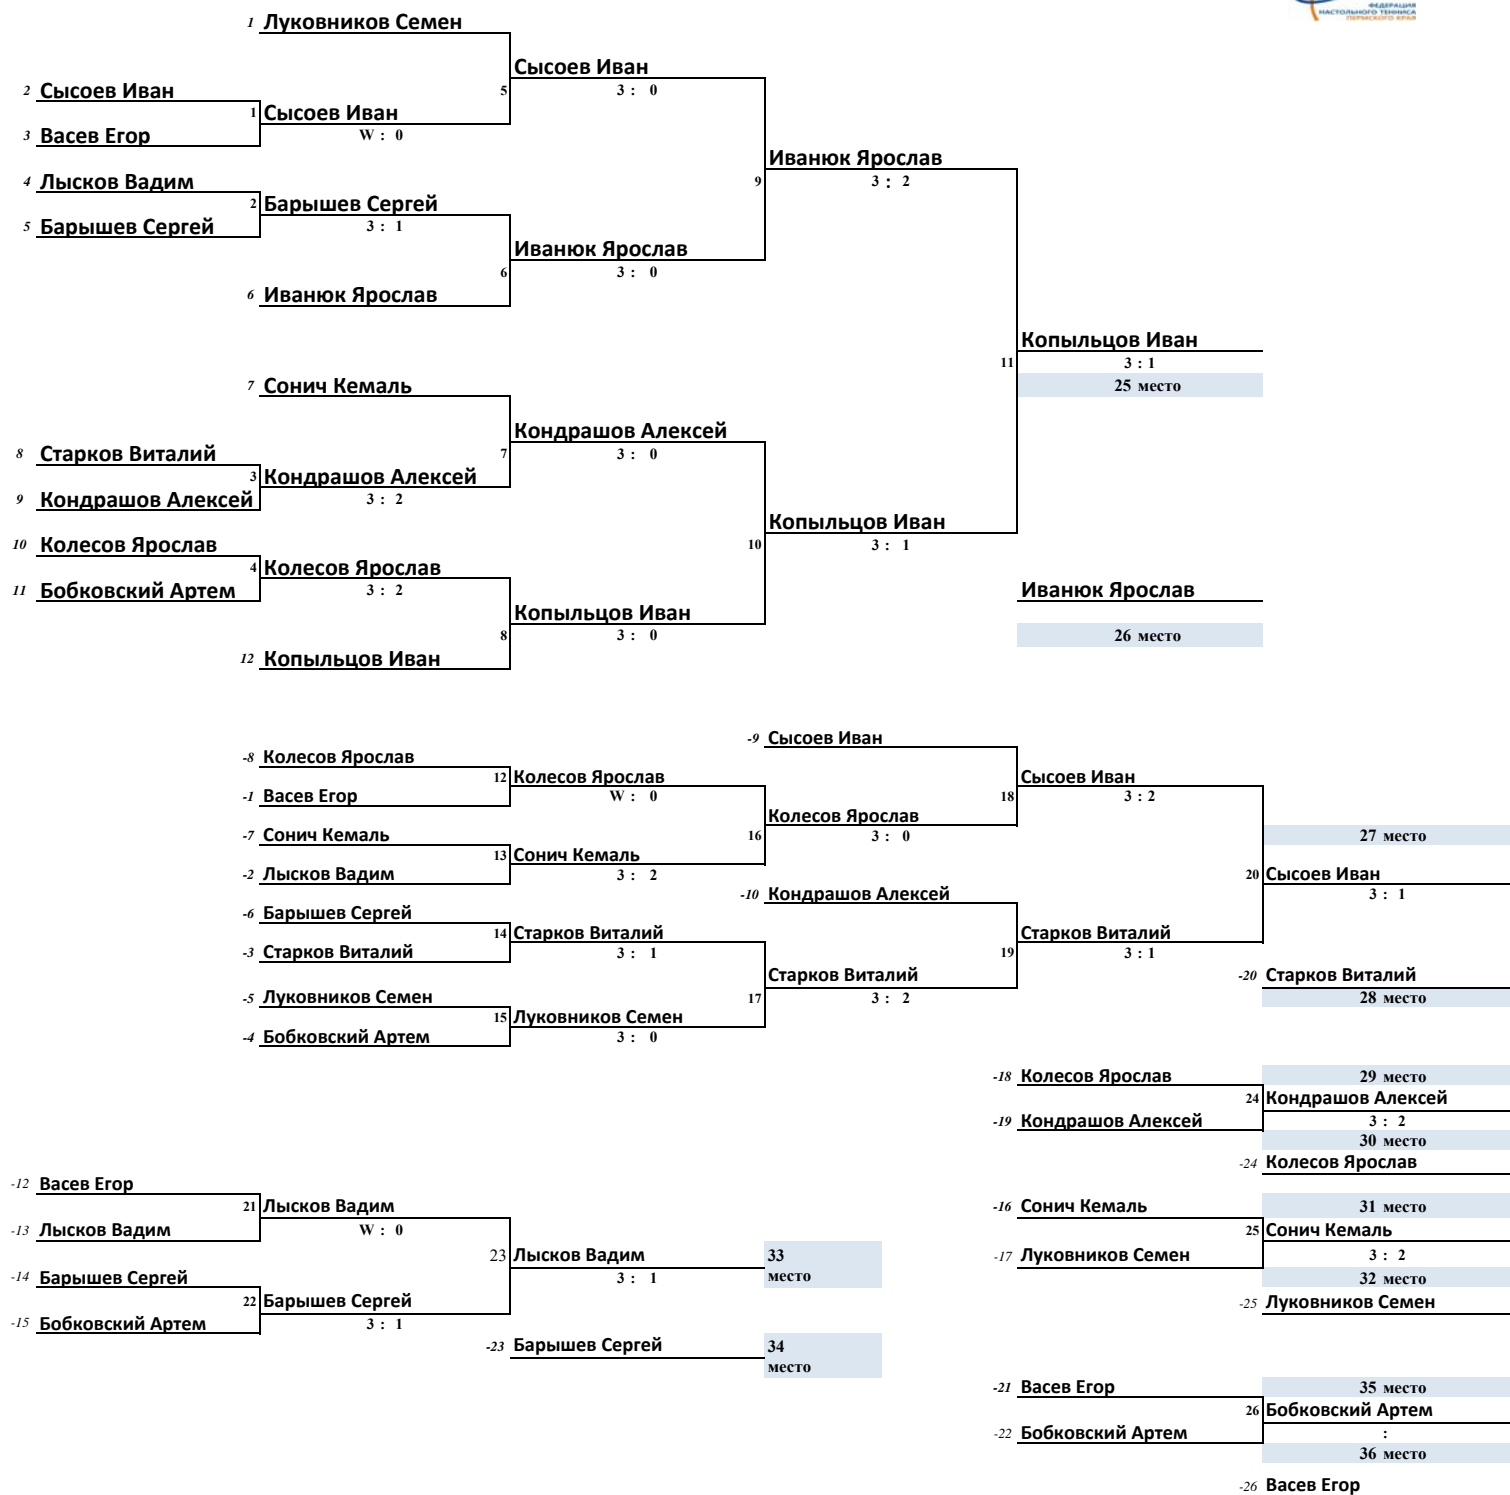 ФЕДЕРАЦИЯ
НАСТОЛЬНОГО ТЕННИСА
ПЕРМСКОГО КРАЯ
1 Луковников Семен
Сысоев Иван
2 Сысоев Иван
5 3 : 0
1 Сысоев Иван
3 Васев Егор
W : 0
Иванюк Ярослав
4 Лысков Вадим
9 3 : 2
2 Барышев Сергей
5 Барышев Сергей
3 : 1
Иванюк Ярослав
6 3 : 0
6 Иванюк Ярослав
Копыльцов Иван
11 3 : 1
7 Сонич Кемаль
25 место
Кондрашов Алексей
8 Старков Виталий
7 3 : 0
3 Кондрашов Алексей
9 Кондрашов Алексей
3 : 2
Копыльцов Иван
10 Колесов Ярослав
10 3 : 1
4 Колесов Ярослав
11 Бобковский Артем
3 : 2
Иванюк Ярослав
Копыльцов Иван
8 3 : 0
26 место
12 Копыльцов Иван
-9 Сысоев Иван
-8 Колесов Ярослав
12 Колесов Ярослав
Сысоев Иван
-1 Васев Егор
W : 0
18 3 : 2
Колесов Ярослав
-7 Сонич Кемаль
16 3 : 0
27 место
13 Сонич Кемаль
-2 Лысков Вадим
3 : 2
20 Сысоев Иван
-10 Кондрашов Алексей
3 : 1
-6 Барышев Сергей
14 Старков Виталий
Старков Виталий
-3 Старков Виталий
3 : 1
19 3 : 1
Старков Виталий
-20 Старков Виталий
-5 Луковников Семен
17 3 : 2
28 место
15 Луковников Семен
-4 Бобковский Артем
3 : 0
-18 Колесов Ярослав
29 место
24 Кондрашов Алексей
-19 Кондрашов Алексей
3 : 2
30 место
-24 Колесов Ярослав
-12 Васев Егор
21 Лысков Вадим
-16 Сонич Кемаль
31 место
-13 Лысков Вадим
W : 0
25 Сонич Кемаль
23 Лысков Вадим
33
место
-17 Луковников Семен
3 : 2
-14 Барышев Сергей
3 : 1
32 место
22 Барышев Сергей
-25 Луковников Семен
-15 Бобковский Артем
3 : 1
-23 Барышев Сергей
34
место
-21 Васев Егор
35 место
26 Бобковский Артем
-22 Бобковский Артем
:
36 место
-26 Васев Егор